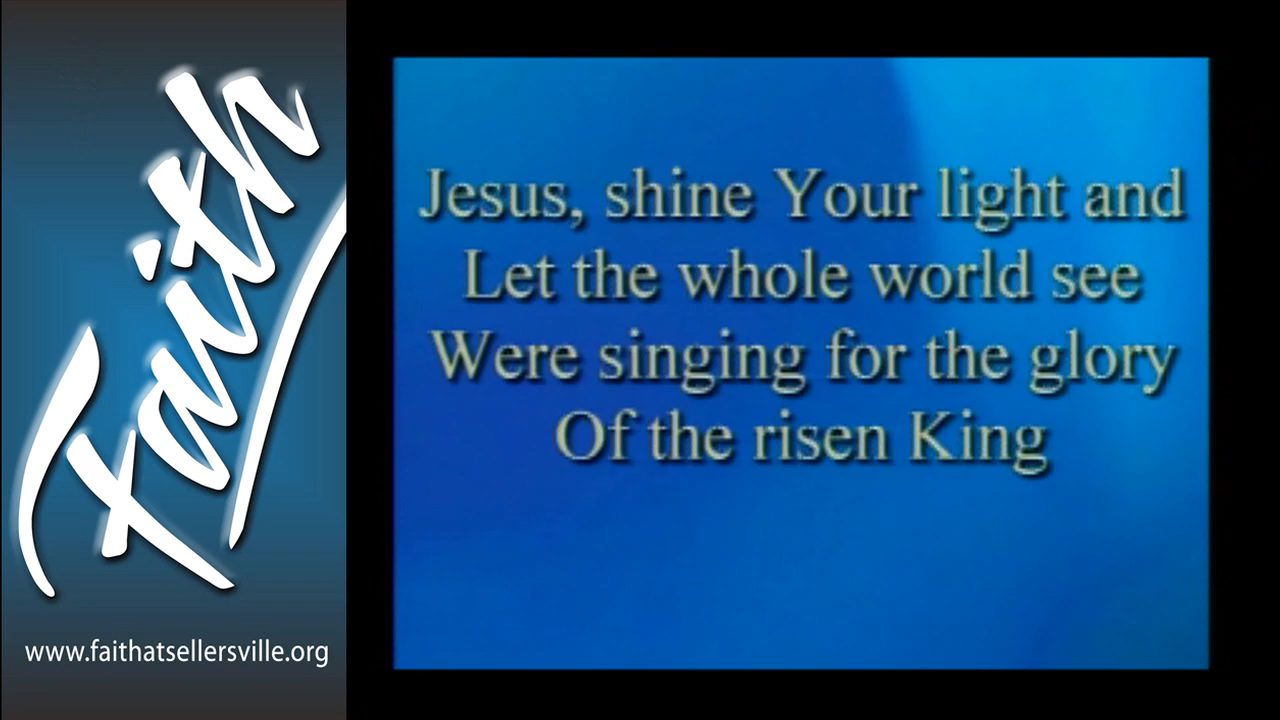 Faith
www.faithatsellersville.org
Jesus, shine Your light and
Let the whole world see
Were singing for the glory
Of the risen King